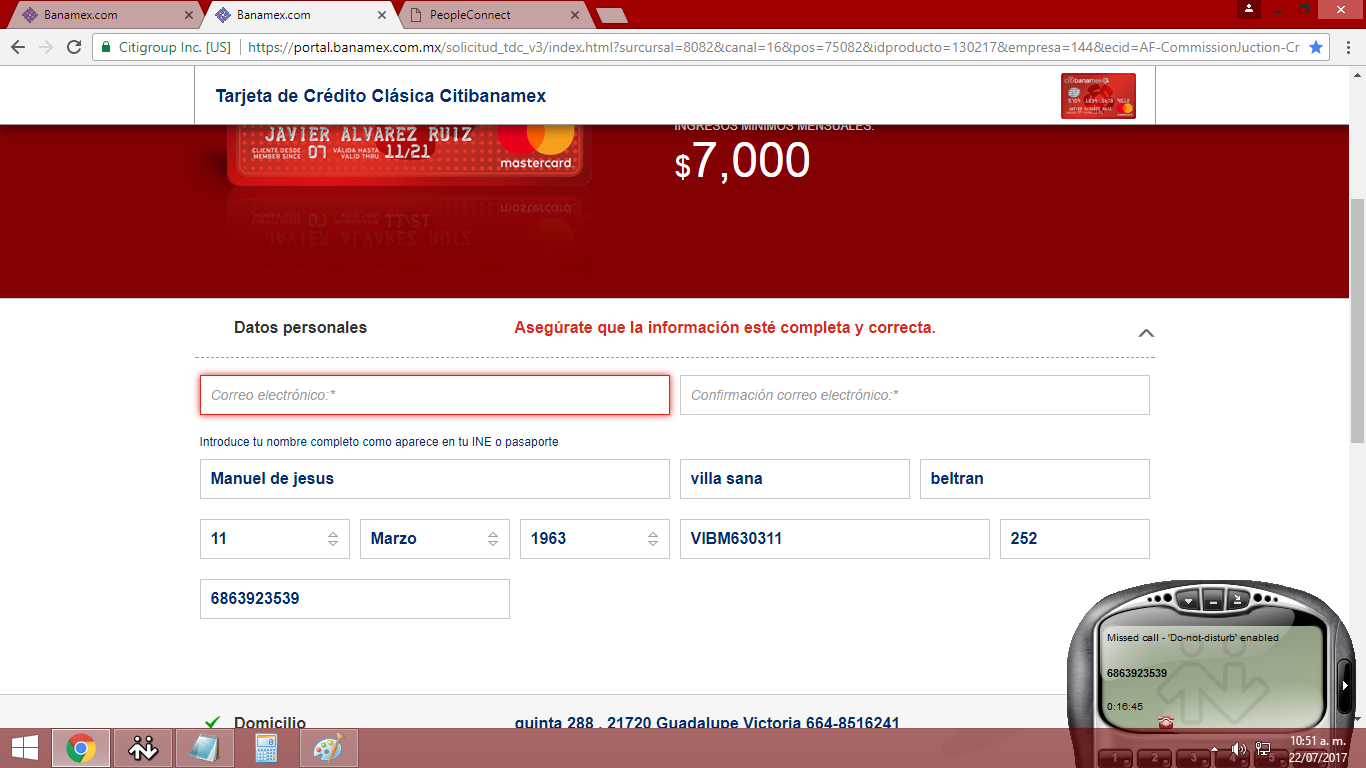 Banamex.com
Banamex.com
PeopleConnect
Citigroup Inc. [US]
https://portal.banamex.com.mx/solicitud_tdc_v3/index.html?surcursal=8082&canal=16&pos=75082&idproducto=130217&empresa=144&ecid=AF-CommissionJuction-Cr
Tarjeta de Crédito Clásica Citibanamex
citibanamex
JAVIER ALVAREZ RUIZ
CLIENTE DESDE
MEMBER SINCE
07
VÁLIDA HASTA
VALID THRU
11/21
mastercard
INGRESOS MÍNIMOS MENSUALES:
$7,000
Datos personales
Asegúrate que la información esté completa y correcta.
Correo electrónico:*
Confirmación correo electrónico:*
Introduce tu nombre completo como aparece en tu INE o pasaporte
Manuel de jesus
villa sana
beltran
11
Marzo
1963
VIBM630311
252
6863923539
Domicilio
quinta 288 , 21720 Guadalupe Victoria 664-8516241
Missed call - 'Do-not-disturb' enabled
6863923539
0:16:45
1
2
3
4
5
10:51 a. m.
22/07/2017